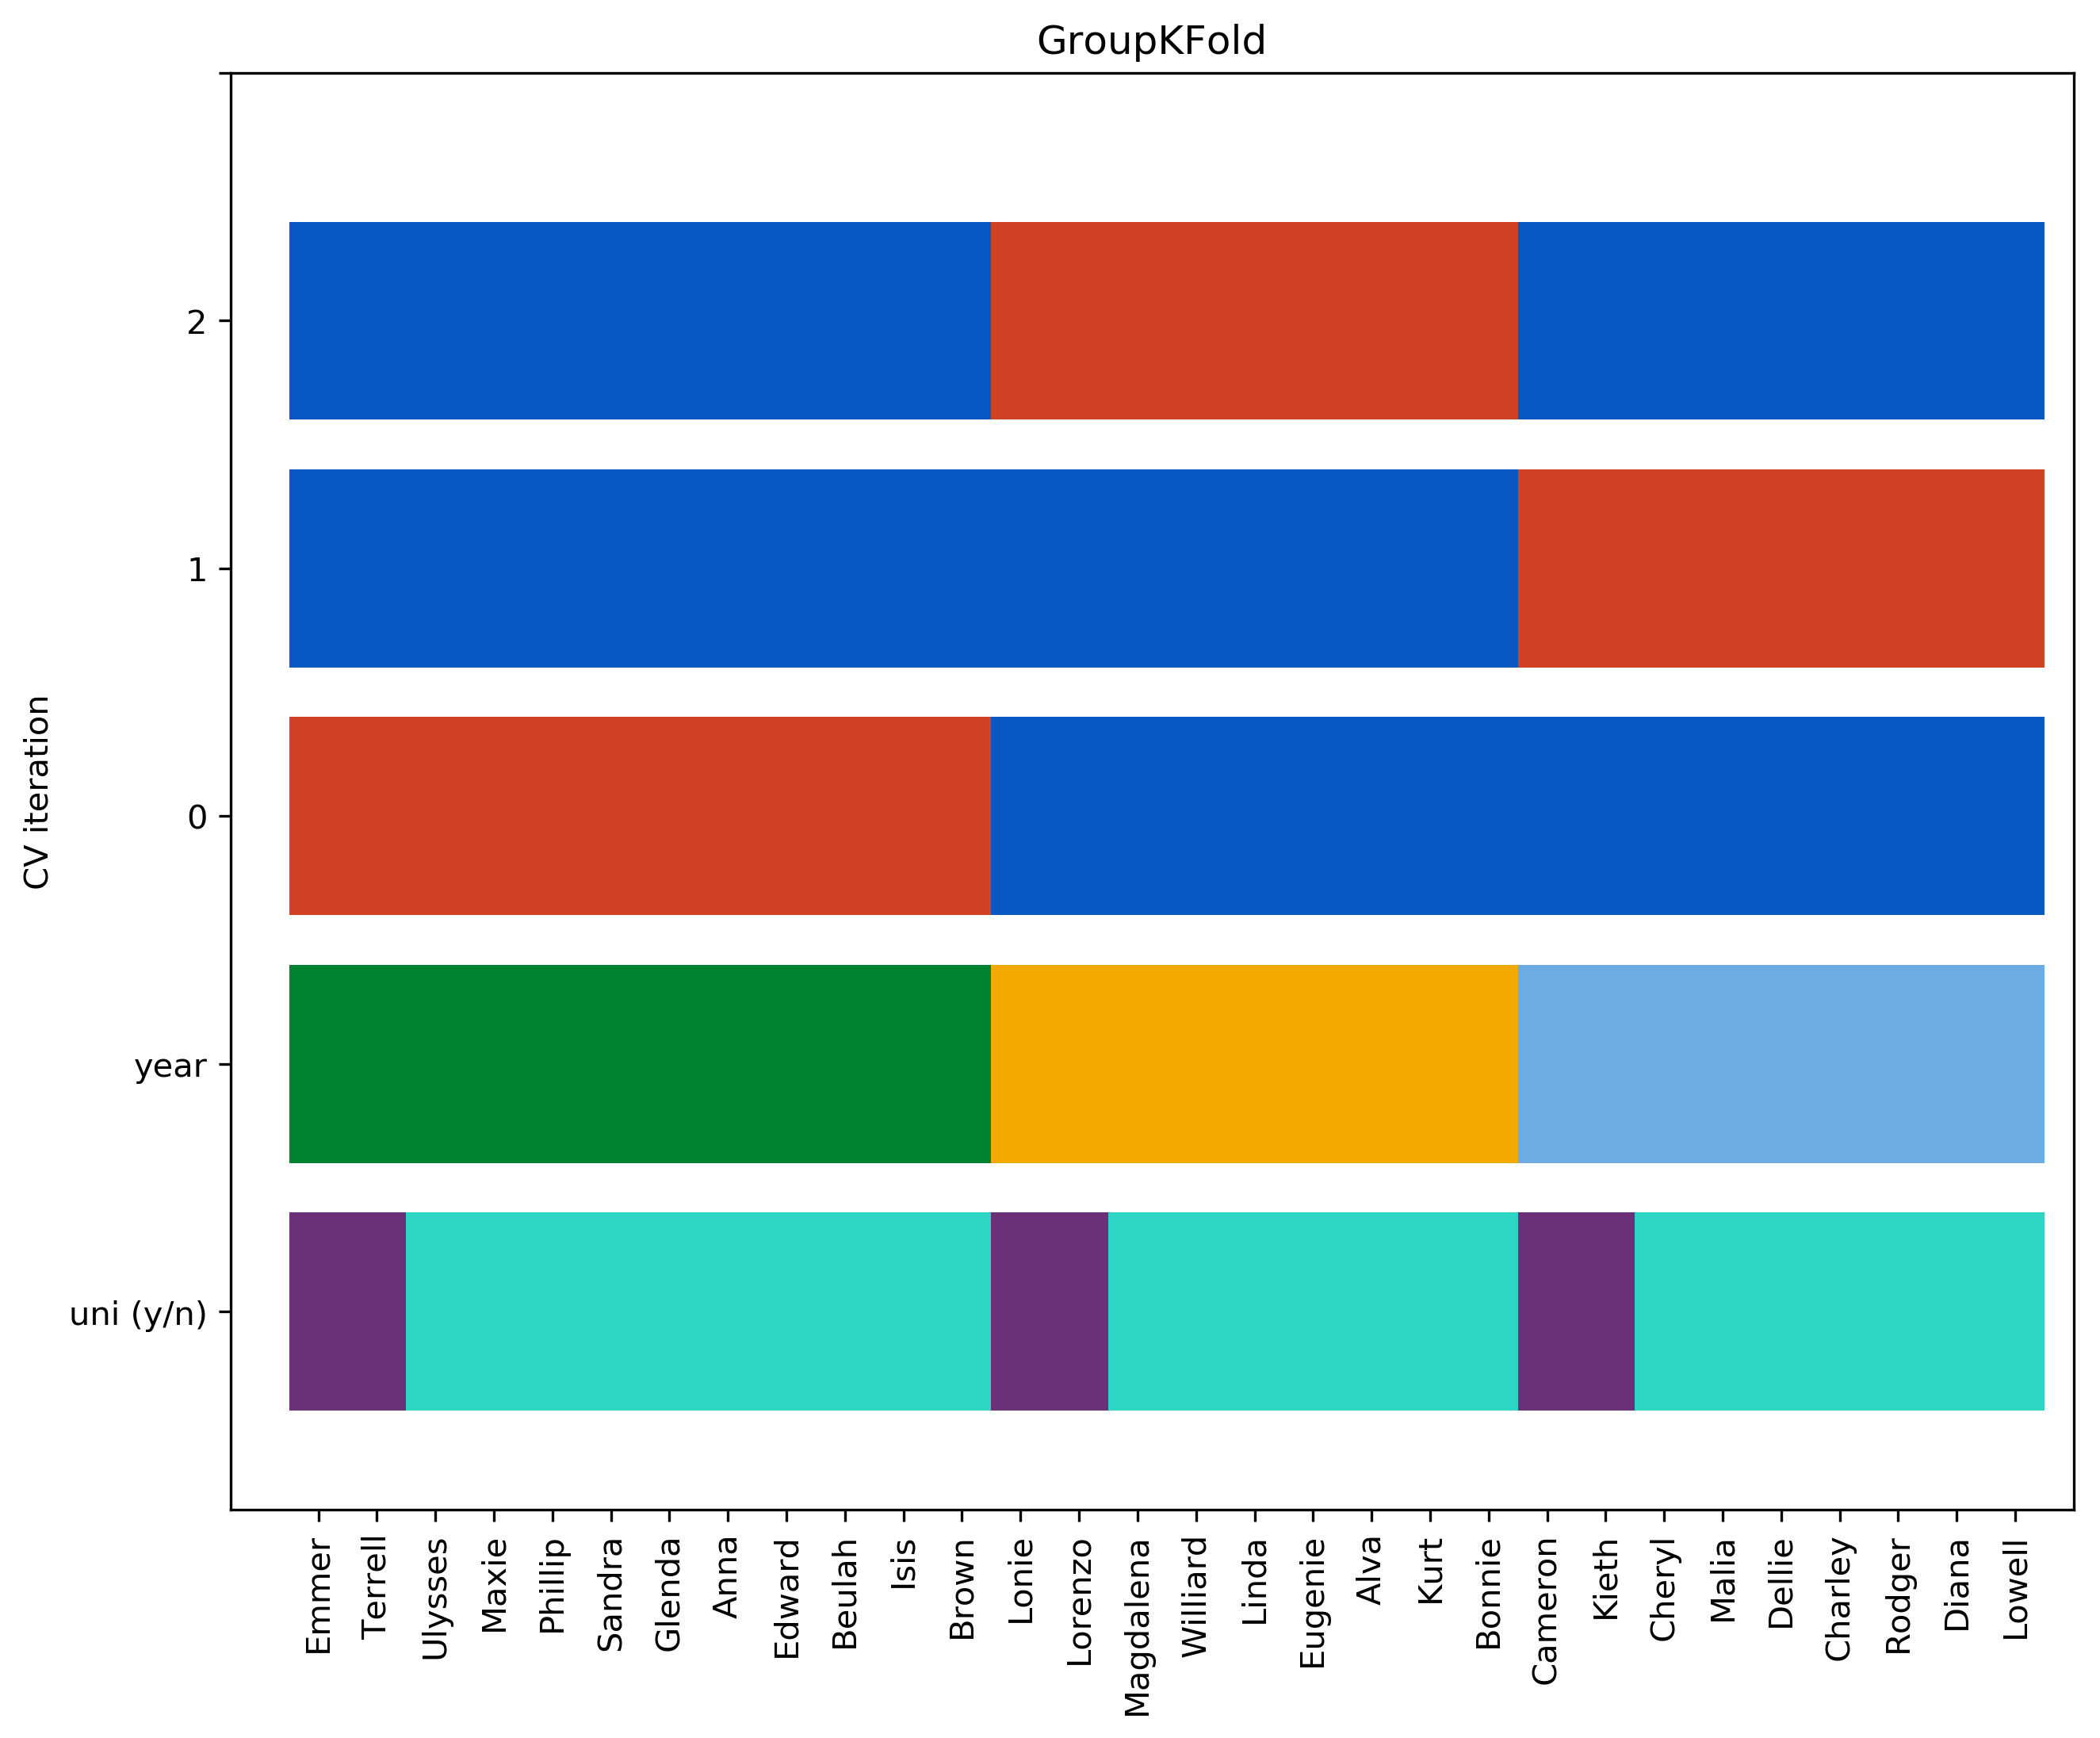 GroupKFold
CV iteration
2
1
0
year
uni (y/n)
Emmer
Terrell
Ulysses
Maxie
Phillip
Sandra
Glenda
Anna
Edward
Beulah
Isis
Brown
Lonie
Lorenzo
Magdalena
Williard
Linda
Eugenie
Alva
Kurt
Bonnie
Cameron
Kieth
Cheryl
Malia
Dellie
Charley
Rodger
Diana
Lowell